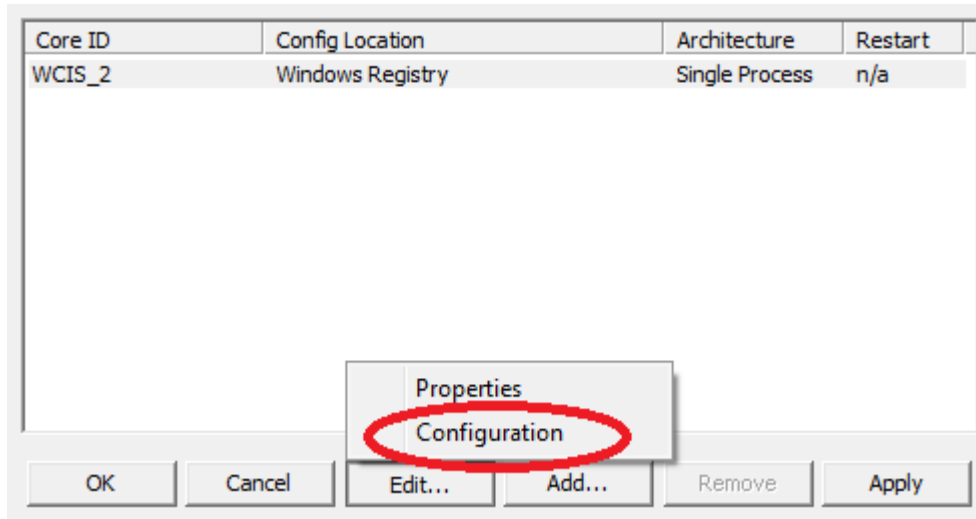 Core ID Config Location Architecture Restart
WCIS_2 Windows Registry Single Process n/a
Properties
Configuration
OK Cancel Edit... Add... Remove Apply